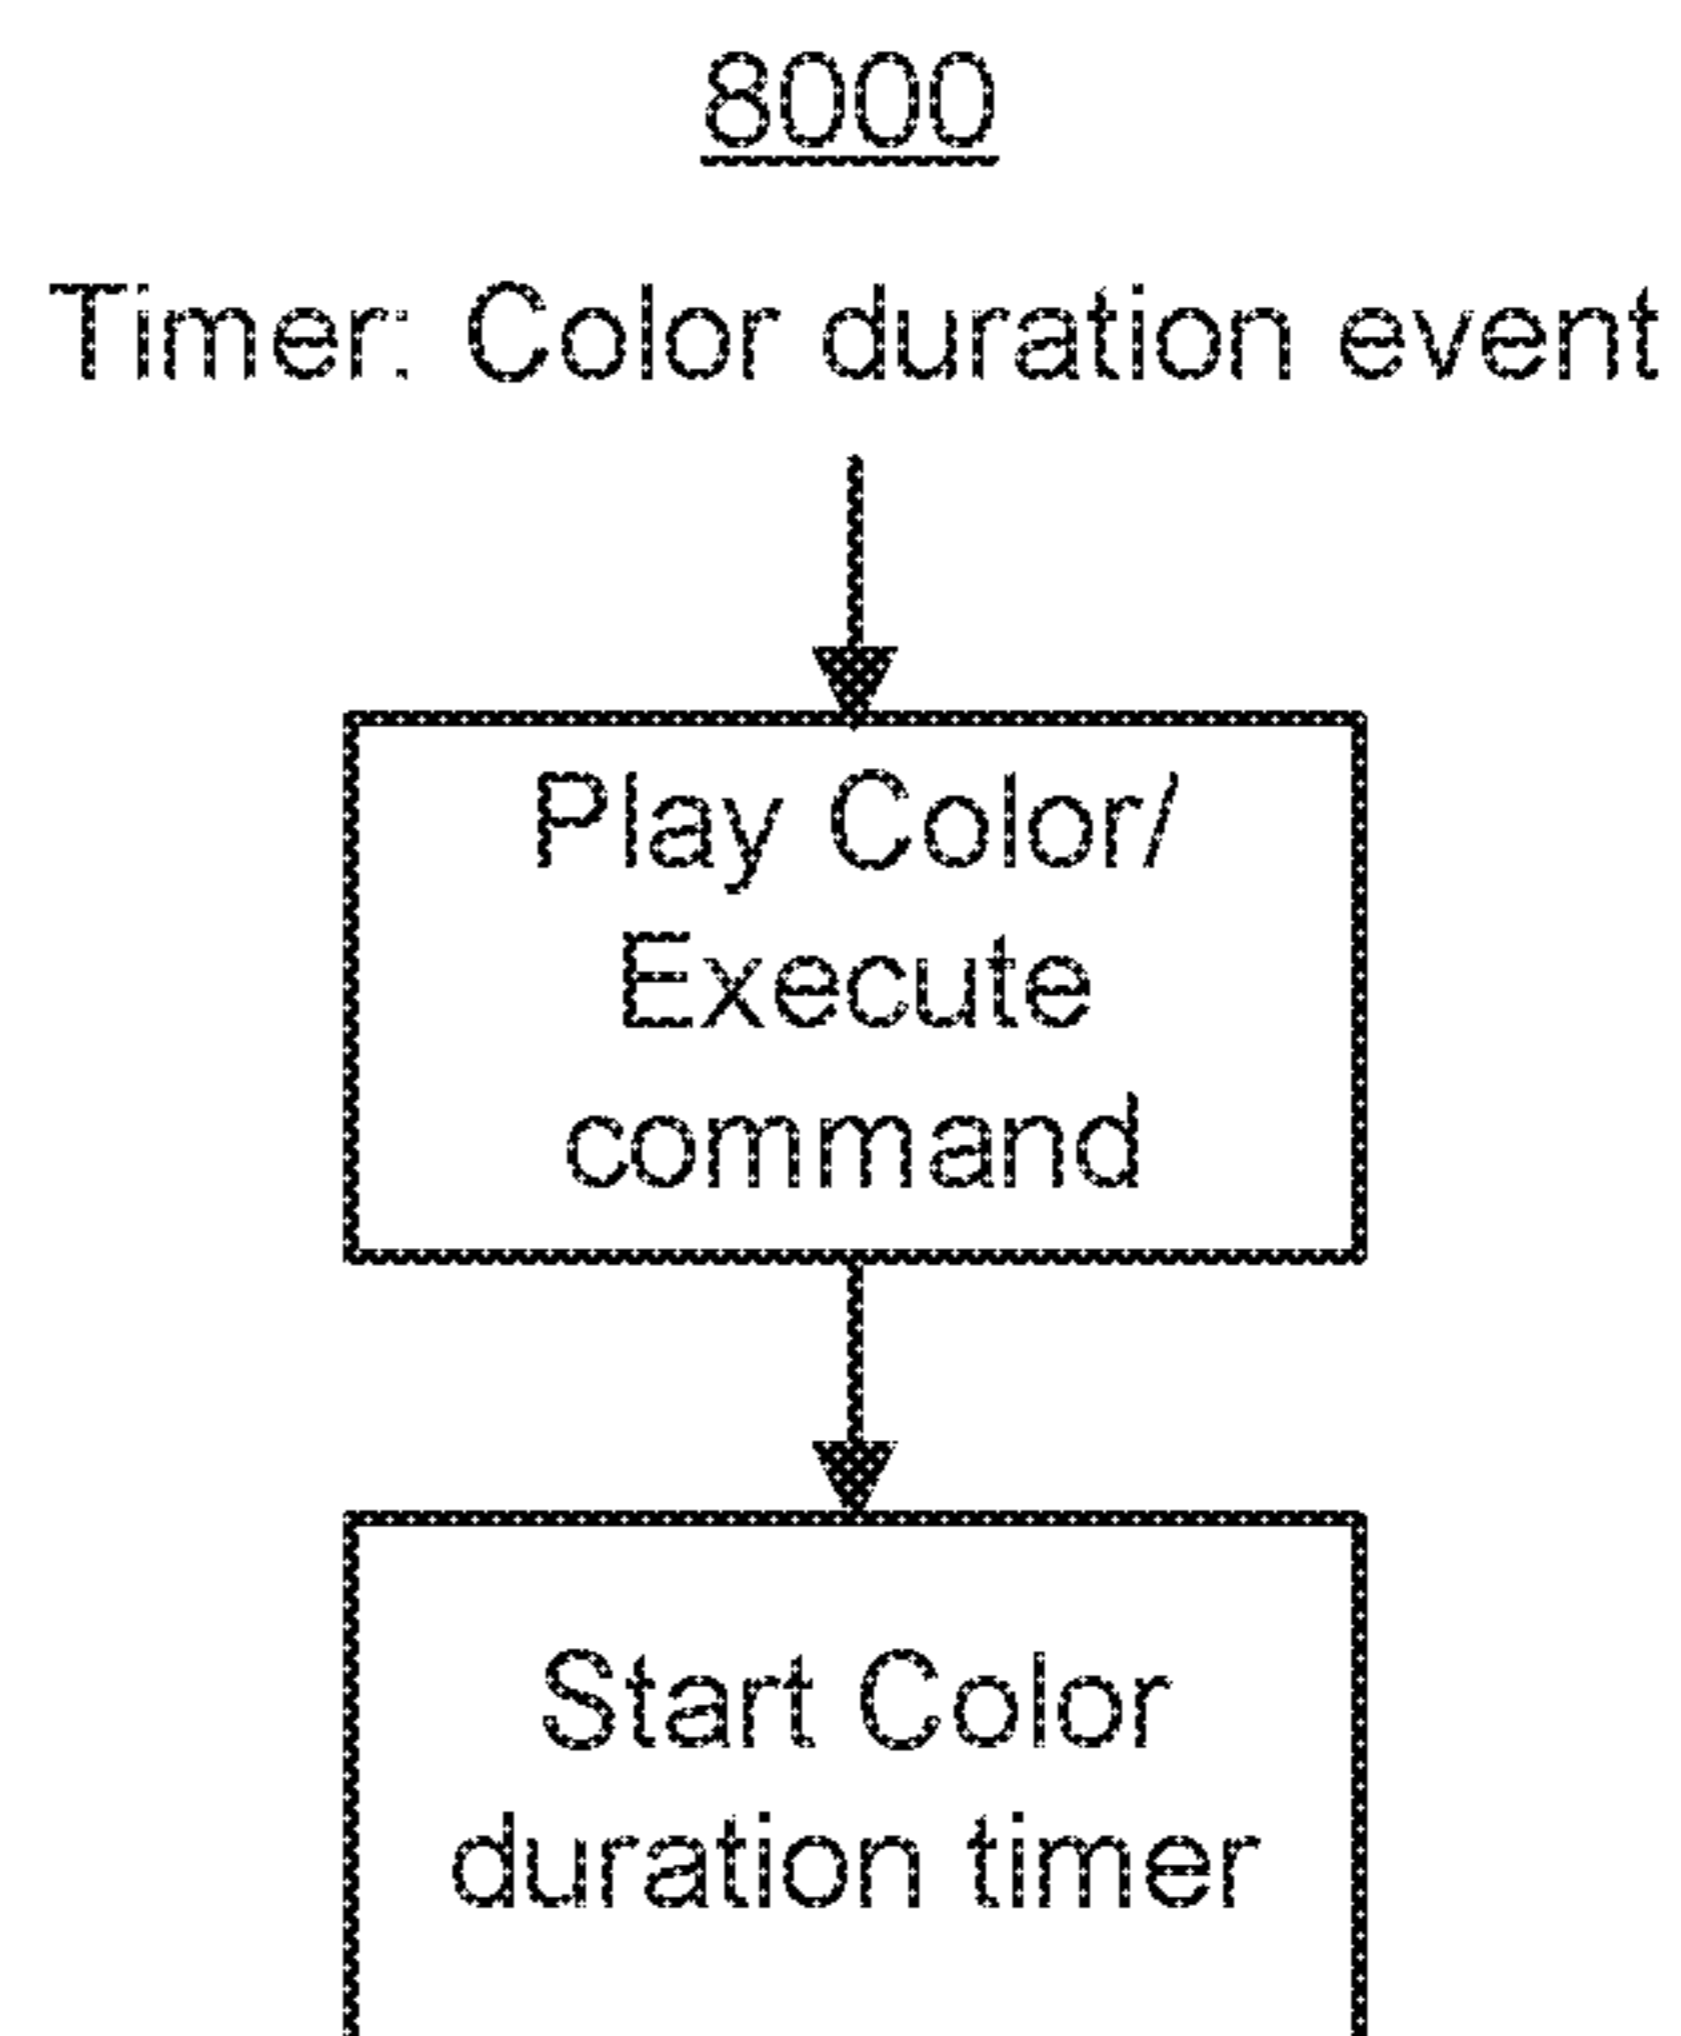 8000
Timer: Color duration event
Play Color/
Execute
command
Start Color
duration timer